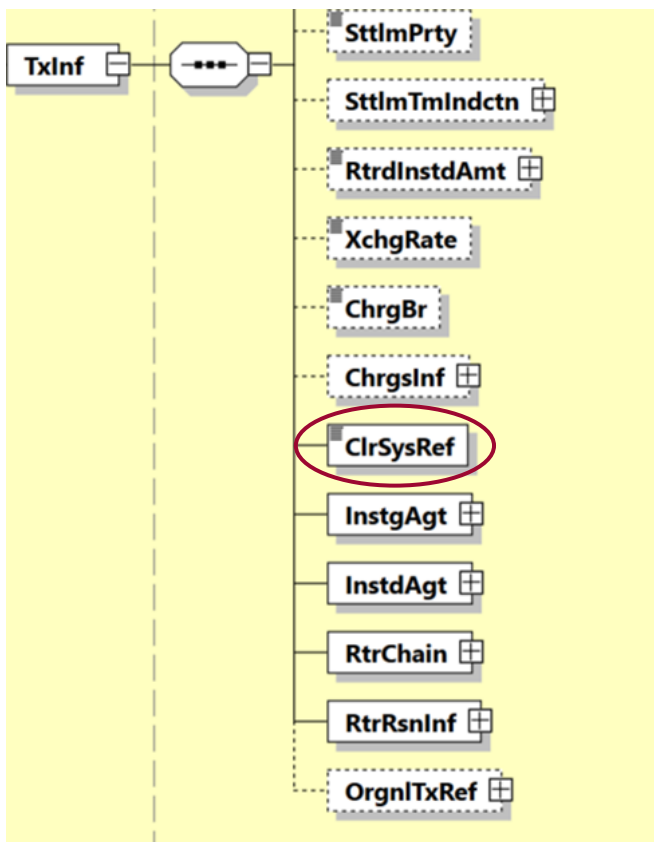 SttlmPrty
TxInf
SttlmTmIndctn
RtrdInstdAmt
XchgRate
ChrgBr
ChrgsInf
ClrSysRef
InstgAgt
InstdAgt
RtrChain
RtrRsnInf
OrgnlTxRef